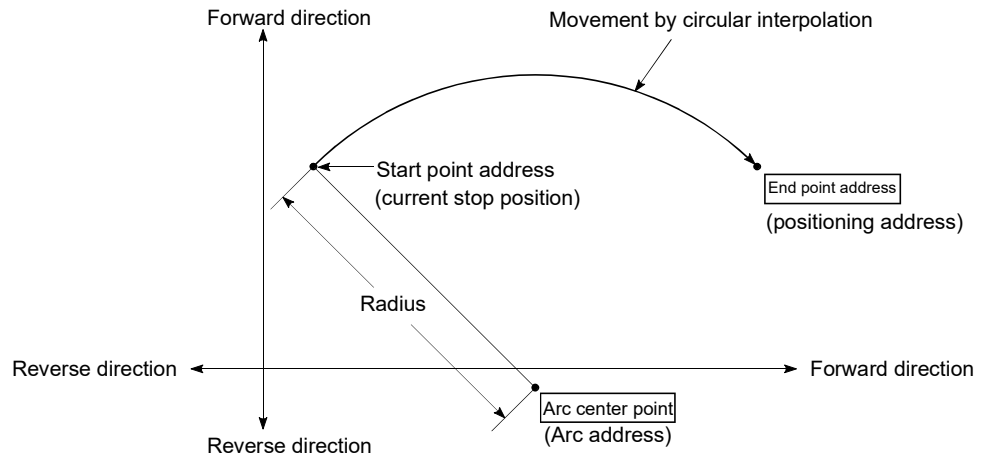 Forward direction
Movement by circular interpolation
Start point address
(current stop position)
End point address
(positioning address)
Radius
Reverse direction
Forward direction
Arc center point
(Arc address)
Reverse direction